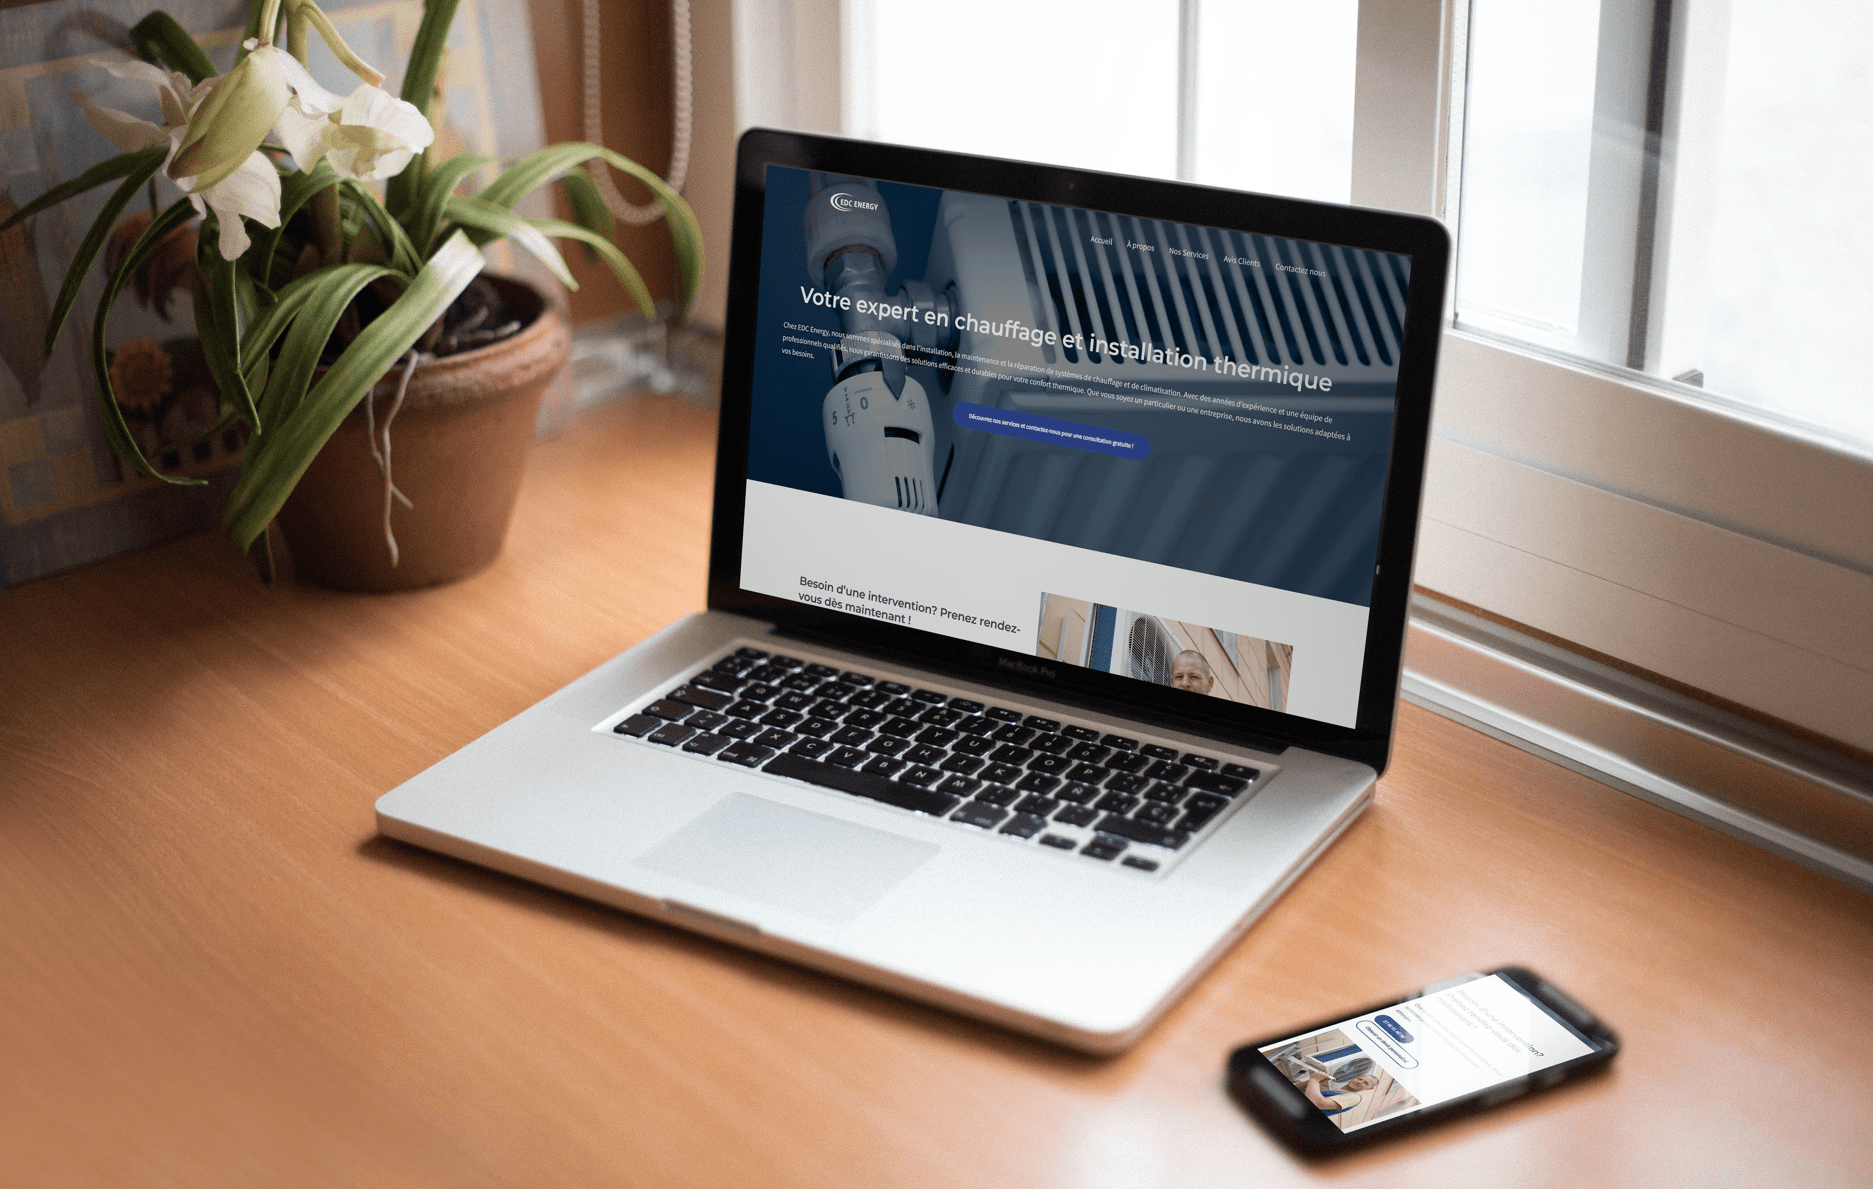 EDC ENERGY
Accueil À propos Nos Services Avis Clients Contactez nous
Votre expert en chauffage et installation thermique
Chez EDC Energy, nous sommes spécialisés dans l'installation, la maintenance et la réparation de systèmes de chauffage et de climatisation. Avec des années d'expérience et une équipe de
professionnels qualifiés, nous garantissons des solutions efficaces et durables pour votre confort thermique. Que vous soyez un particulier ou une entreprise, nous avons les solutions adaptées à
vos besoins.
5 0
Découvrez nos services et contactez-nous pour une consultation gratuite !
Besoin d'une intervention? Prenez rendez-
vous dès maintenant !
MacBook Pro
Besoin d'une intervention?
Prenez rendez-vous dès
maintenant !